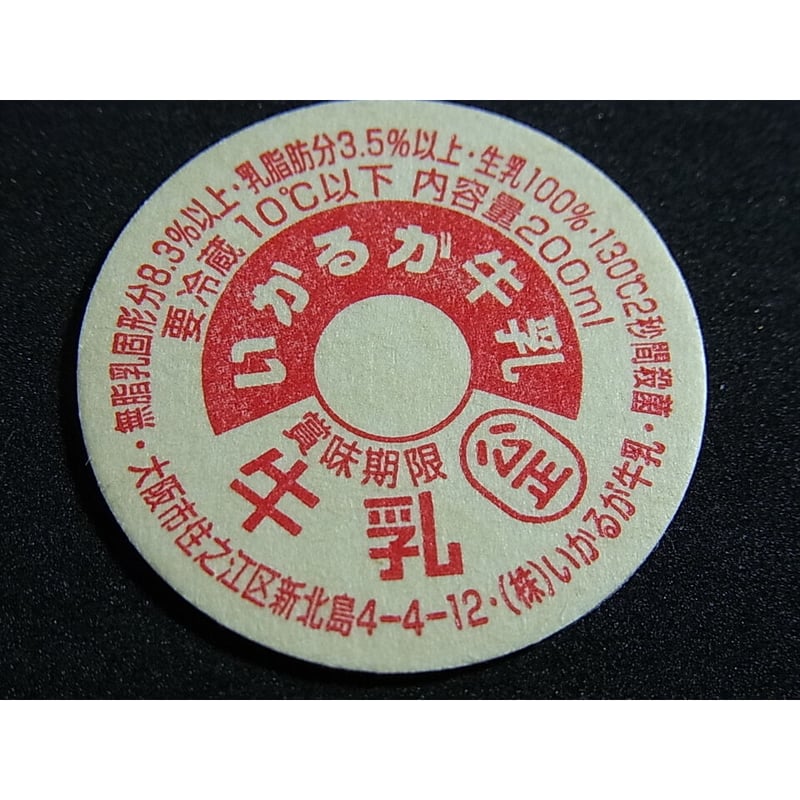 無脂乳固形分8.3%以上・乳脂肪分3.5%以上・生乳100%・130℃2秒間殺菌・乳
要冷蔵10℃以下 内容量200ml
いかるが牛乳
賞味期限
公正
牛乳
・大阪市住之江区新北島4-4-12・(株)いかるが牛乳